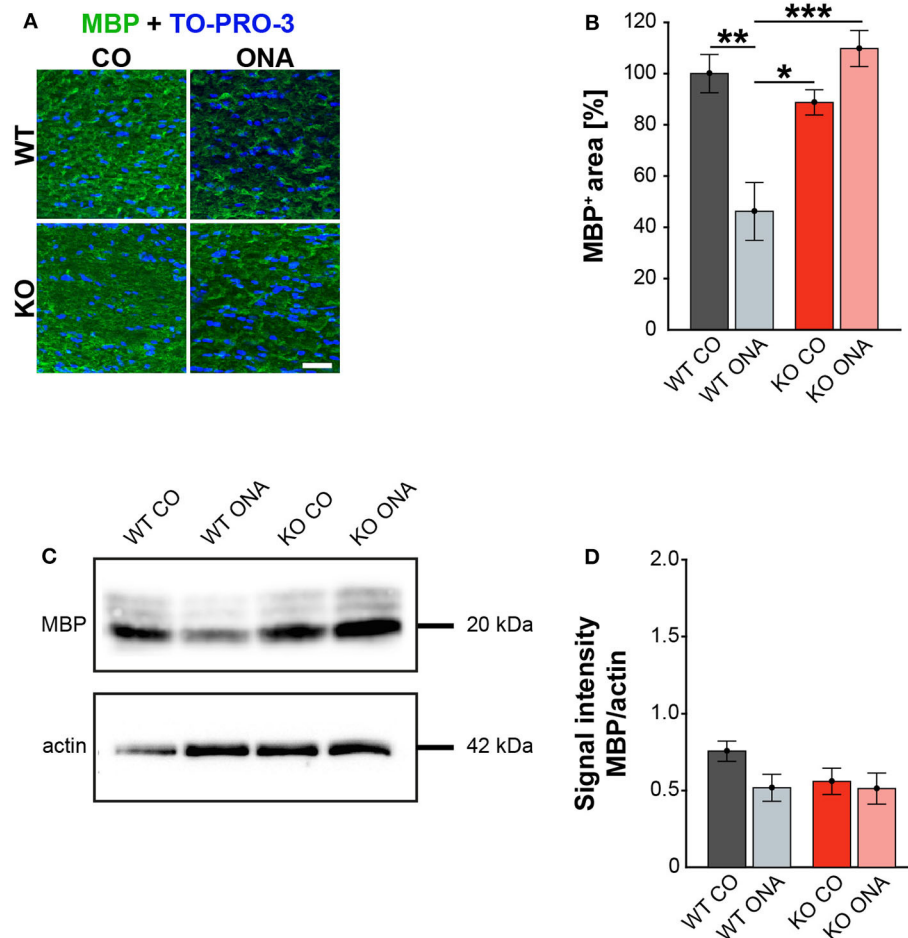 A
MBP + TO-PRO-3
CO ONA
WT
KO
B
MBP⁺ area [%]
120
100
80
60
40
120
0
**
***
*
WT CO
WT ONA
KO CO
KO ONA
C
WT CO
WT ONA
KO CO
KO ONA
MBP
20 kDa
actin
42 kDa
D
Signal intensity
MBP/actin
2.0
1.5
1.0
0.5
0
WT CO
WT ONA
KO CO
KO ONA